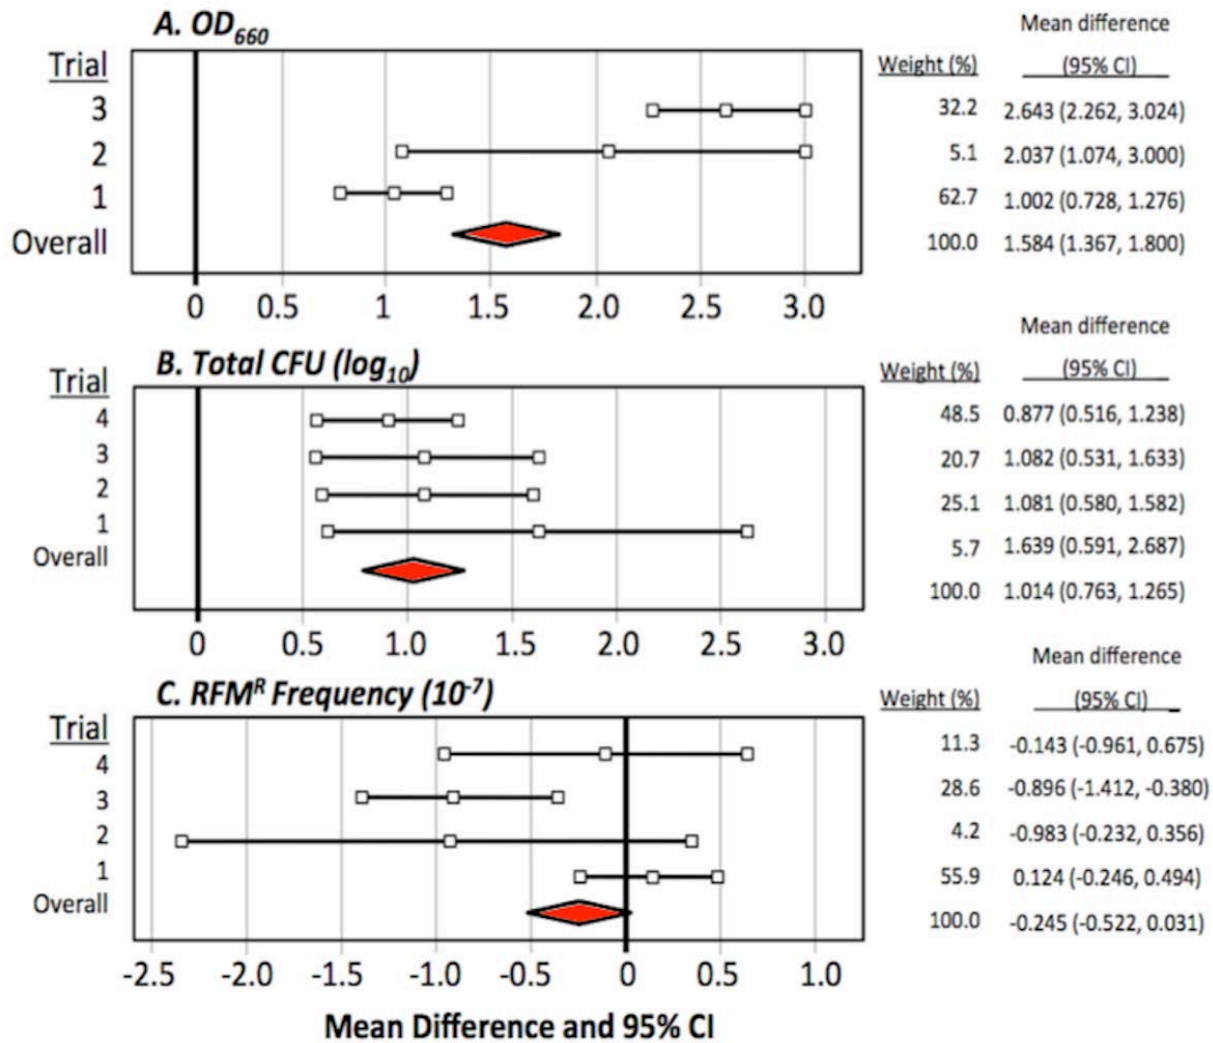 A. OD660
Mean difference
Trial Weight (%) (95% CI)
3 32.2 2.643 (2.262, 3.024)
2 5.1 2.037 (1.074, 3.000)
1 62.7 1.002 (0.728, 1.276)
Overall 100.0 1.584 (1.367, 1.800)
0 0.5 1 1.5 2.0 2.5 3.0
Mean difference
B. Total CFU (log10)
Trial Weight (%) (95% CI)
4 48.5 0.877 (0.516, 1.238)
3 20.7 1.082 (0.531, 1.633)
2 25.1 1.081 (0.580, 1.582)
1 5.7 1.639 (0.591, 2.687)
Overall 100.0 1.014 (0.763, 1.265)
0 0.5 1.0 1.5 2.0 2.5 3.0
Mean difference
C. RFMR Frequency (10-7)
Trial Weight (%) (95% CI)
4 11.3 -0.143 (-0.961, 0.675)
3 28.6 -0.896 (-1.412, -0.380)
2 4.2 -0.983 (-0.232, 0.356)
1 55.9 0.124 (-0.246, 0.494)
Overall 100.0 -0.245 (-0.522, 0.031)
-2.5 -2.0 -1.5 -1.0 -0.5 0 0.5 1.0
Mean Difference and 95% CI